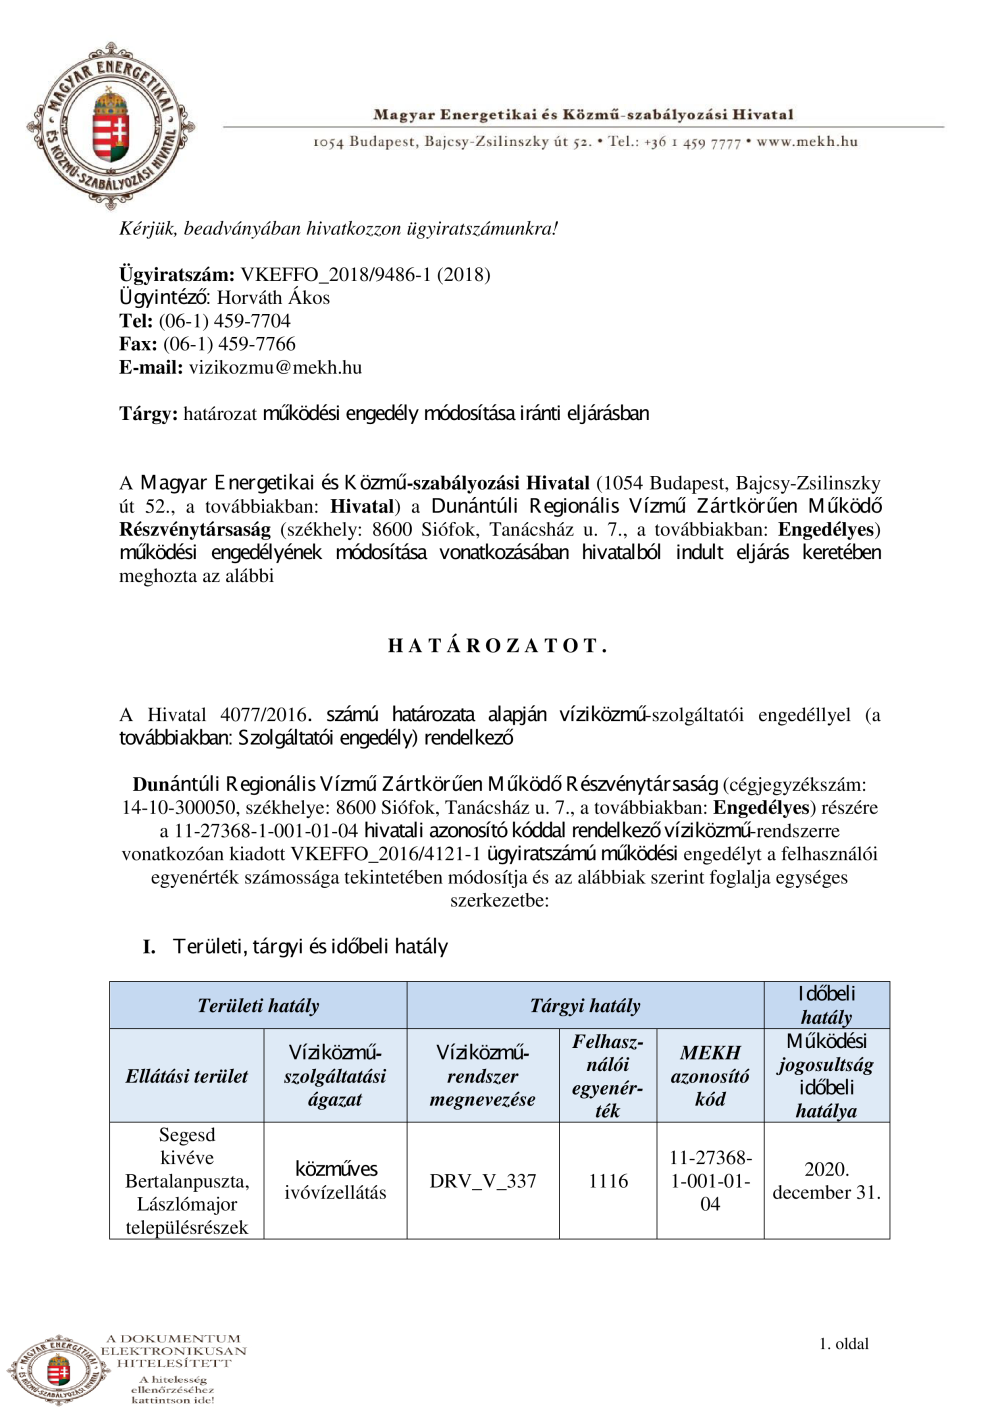 MAGYAR ENERGETIKAI
ÉS KÖZMŰ-SZABÁLYOZÁSI HIVATAL
Magyar Energetikai és Közmű-szabályozási Hivatal
1054 Budapest, Bajcsy-Zsilinszky út 52. • Tel.: +36 1 459 7777 • www.mekh.hu
Kérjük, beadványában hivatkozzon ügyiratszámunkra!
Ügyiratszám: VKEFFO_2018/9486-1 (2018)
Ügyintéző: Horváth Ákos
Tel: (06-1) 459-7704
Fax: (06-1) 459-7766
E-mail: vizikozmu@mekh.hu
Tárgy: határozat működési engedély módosítása iránti eljárásban
A Magyar Energetikai és Közmű-szabályozási Hivatal (1054 Budapest, Bajcsy-Zsilinszky
út 52., a továbbiakban: Hivatal) a Dunántúli Regionális Vízmű Zártkörűen Működő
Részvénytársaság (székhely: 8600 Siófok, Tanácsház u. 7., a továbbiakban: Engedélyes)
működési engedélyének módosítása vonatkozásában hivatalból indult eljárás keretében
meghozta az alábbi
H A T Á R O Z A T O T .
A Hivatal 4077/2016. számú határozata alapján víziközmű-szolgáltatói engedéllyel (a
továbbiakban: Szolgáltatói engedély) rendelkező
Dunántúli Regionális Vízmű Zártkörűen Működő Részvénytársaság (cégjegyzékszám:
14-10-300050, székhelye: 8600 Siófok, Tanácsház u. 7., a továbbiakban: Engedélyes) részére
a 11-27368-1-001-01-04 hivatali azonosító kóddal rendelkező víziközmű-rendszerre
vonatkozóan kiadott VKEFFO_2016/4121-1 ügyiratszámú működési engedélyt a felhasználói
egyenérték számossága tekintetében módosítja és az alábbiak szerint foglalja egységes
szerkezetbe:
I. Területi, tárgyi és időbeli hatály
Területi hatály
Tárgyi hatály
Időbeli
hatály
Ellátási terület
Víziközmű-
szolgáltatási
ágazat
Víziközmű-
rendszer
megnevezése
Felhasz-
nálói
egyenér-
ték
MEKH
azonosító
kód
Működési
jogosultság
időbeli
hatálya
Segesd
kivéve
Bertalanpuszta,
Lászlómajor
településrészek
közműves
ivóvízellátás
DRV_V_337
1116
11-27368-
1-001-01-
04
2020.
december 31.
1. oldal
MAGYAR ENERGETIKAI
ÉS KÖZMŰ-SZABÁLYOZÁSI HIVATAL
A DOKUMENTUM
ELEKTRONIKUSAN
HITELESÍTETT
A hitelesség
ellenőrzéséhez
kattintson ide!